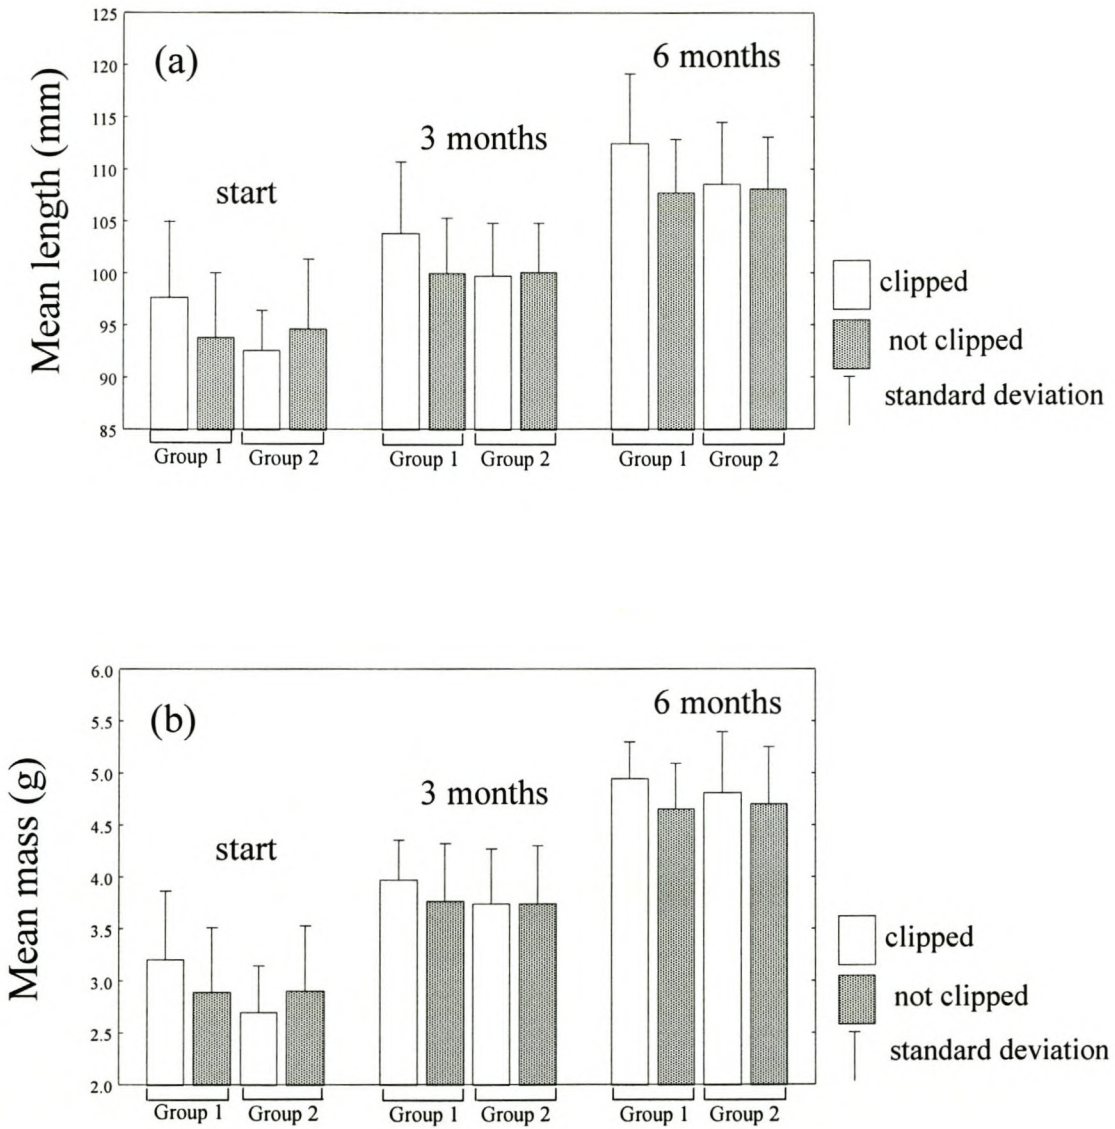 125
(a)
6 months
120
115
3 months
110
start
105
100
95
90
85
Mean length (mm)
clipped
not clipped
standard deviation
Group 1 Group 2 Group 1 Group 2 Group 1 Group 2
6.0
(b)
6 months
5.5
5.0
3 months
4.5
start
4.0
3.5
3.0
2.5
2.0
Mean mass (g)
clipped
not clipped
standard deviation
Group 1 Group 2 Group 1 Group 2 Group 1 Group 2